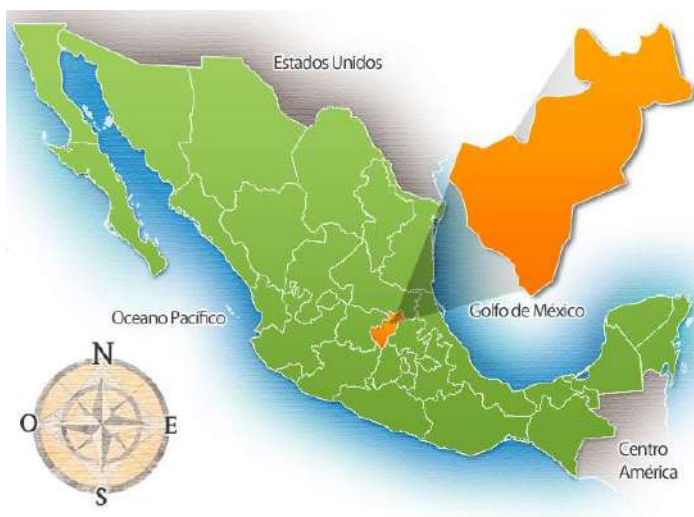 Estados Unidos
Oceano Pacífico
Golfo de México
N
O
E
S
Centro
América